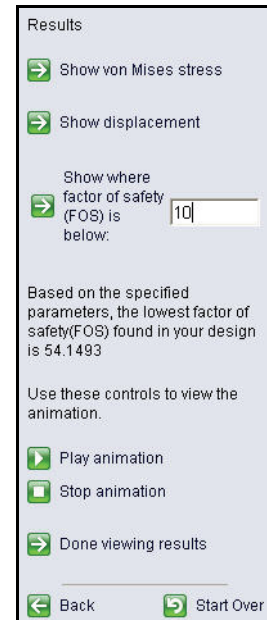 Results
Show von Mises stress
Show displacement
Show where
factor of safety
(FOS) is
below:
10
Based on the specified
parameters, the lowest factor of
safety(FOS) found in your design
is 54.1493
Use these controls to view the
animation.
Play animation
Stop animation
Done viewing results
Back
Start Over